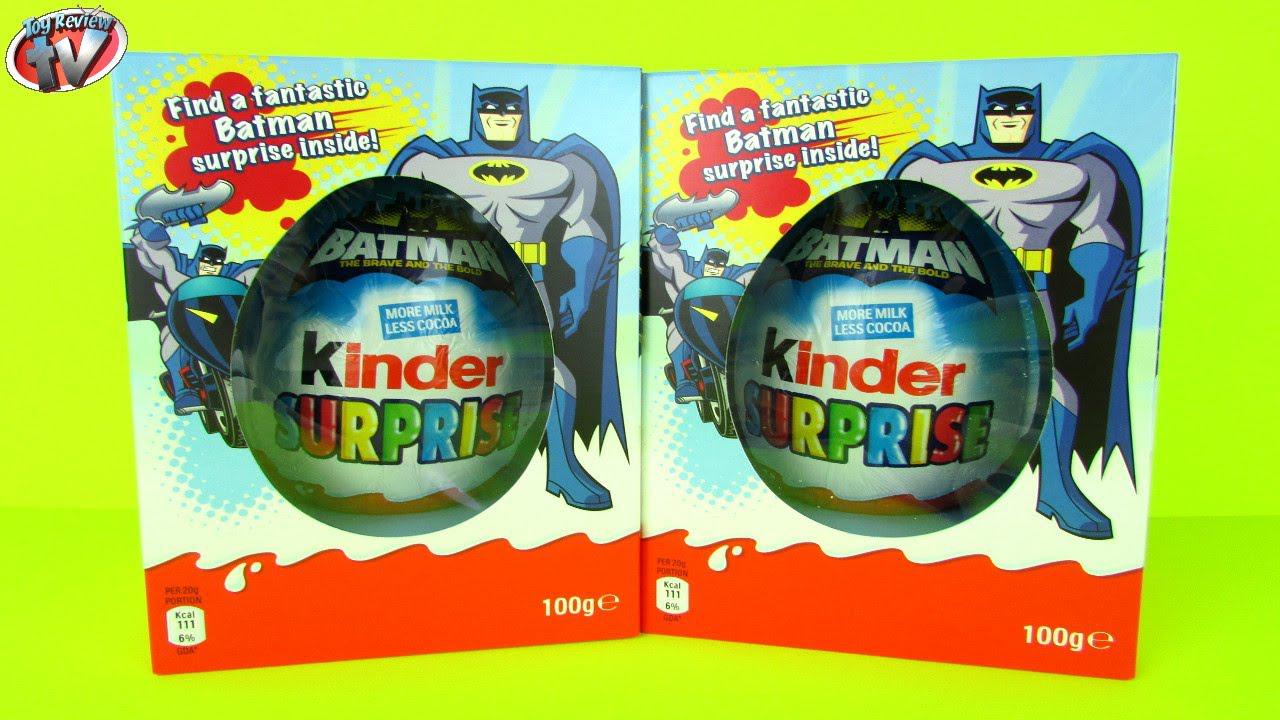 Toy Review
tv
Find a fantastic
Batman
surprise inside!
BATMAN
THE BRAVE AND THE BOLD
MORE MILK
LESS COCOA
Kinder
SURPRISE
PER 20g
PORTION
Kcal
111
6%
GDA*
100g℮
Find a fantastic
Batman
surprise inside!
BATMAN
THE BRAVE AND THE BOLD
MORE MILK
LESS COCOA
Kinder
SURPRISE
PER 20g
PORTION
Kcal
111
6%
GDA*
100g℮